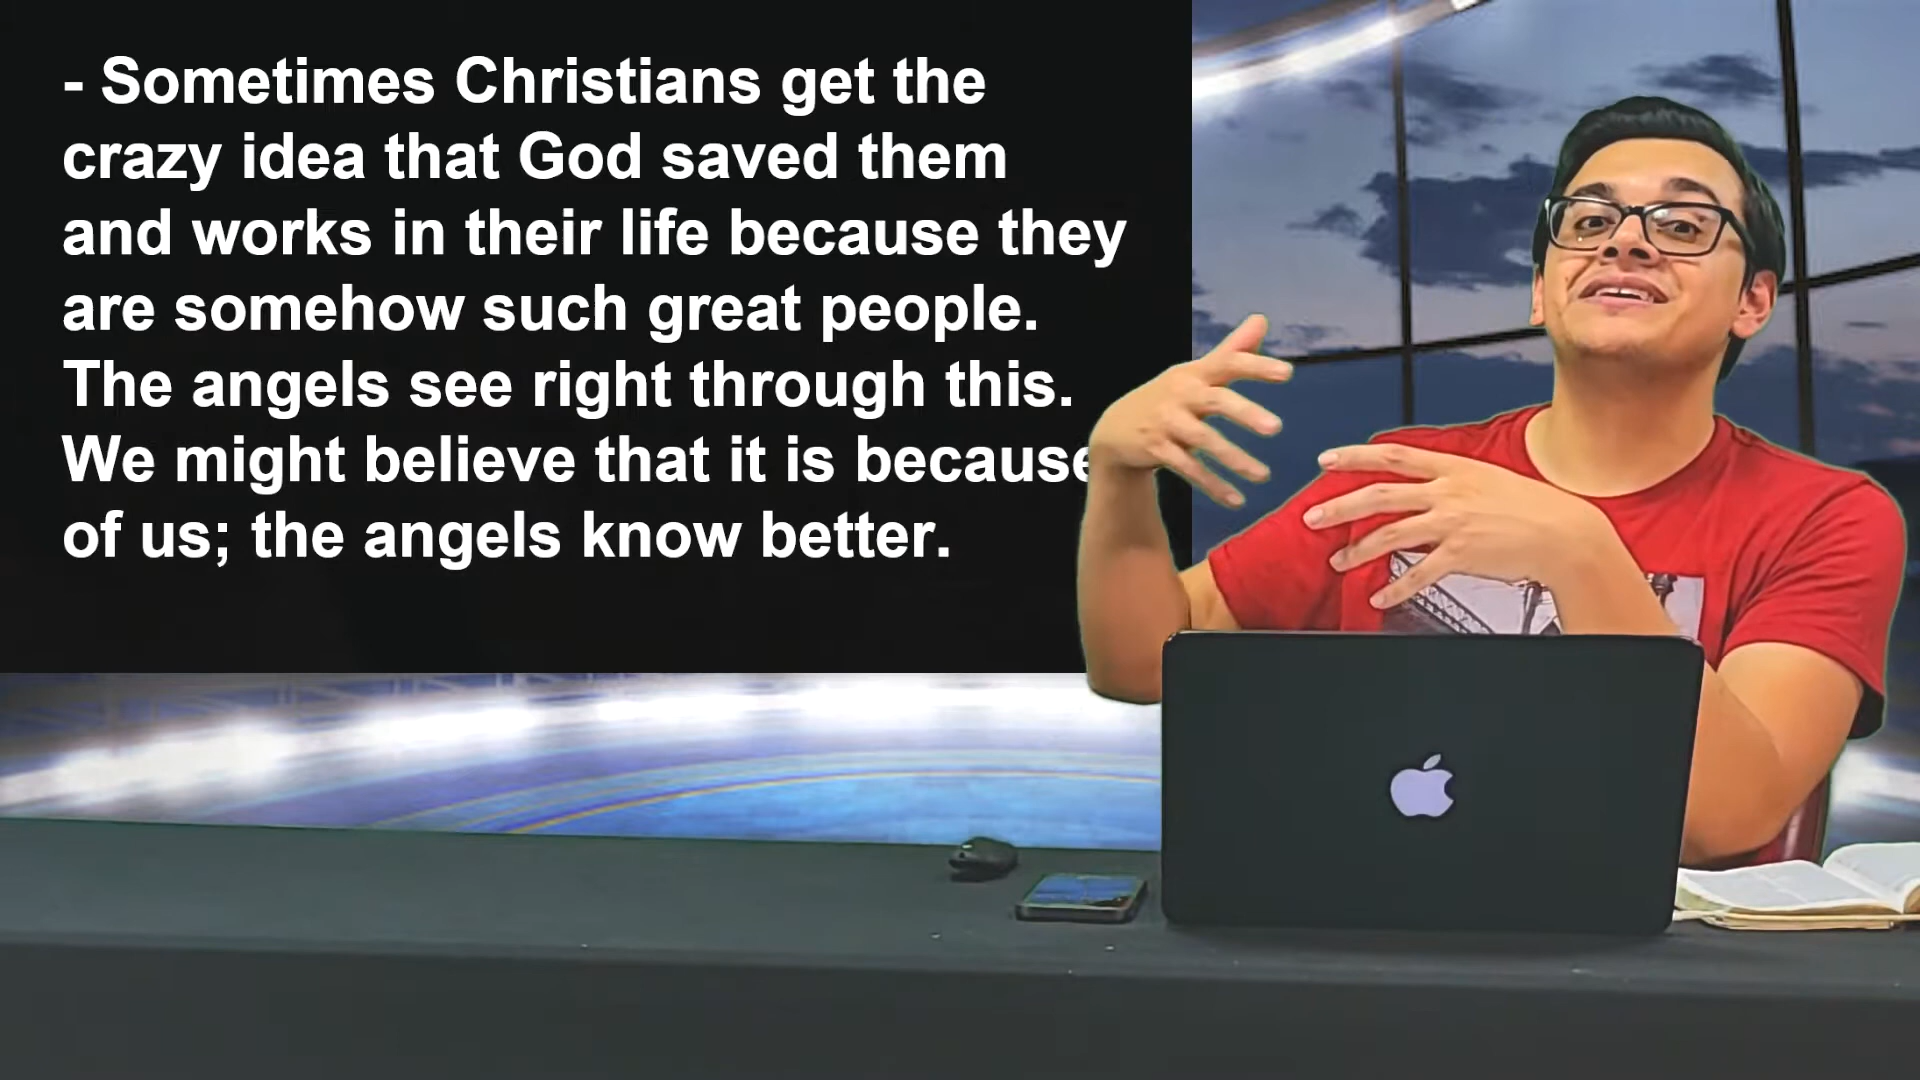 - Sometimes Christians get the
crazy idea that God saved them
and works in their life because they
are somehow such great people.
The angels see right through this.
We might believe that it is because
of us; the angels know better.